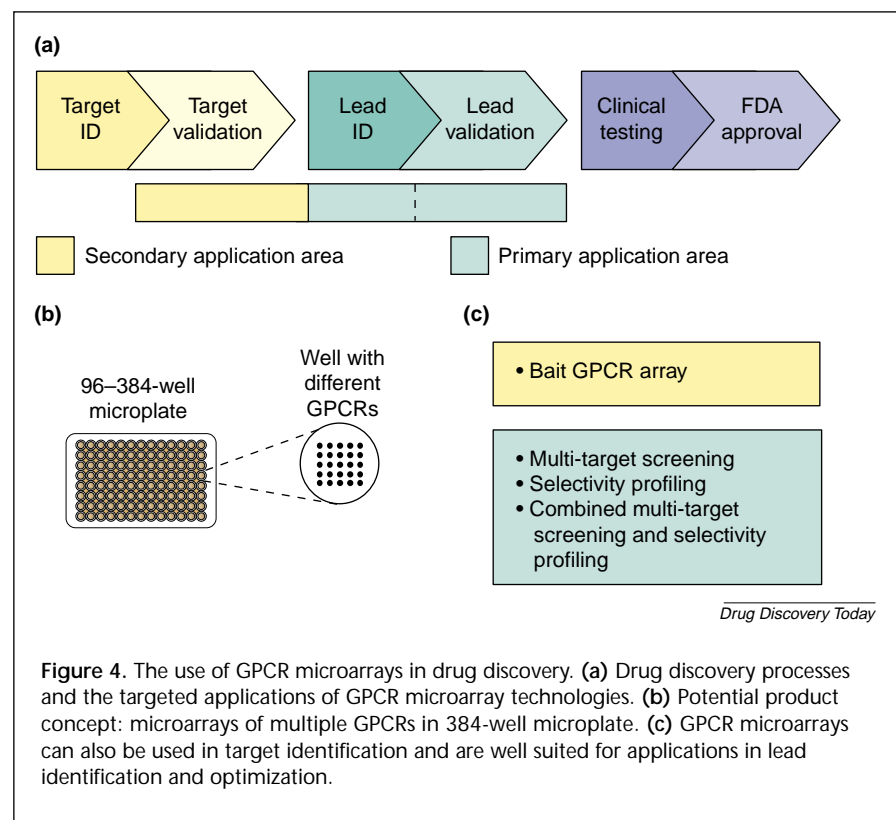 (a)
Target
ID
Target
validation
Lead
ID
Lead
validation
Clinical
testing
FDA
approval
Secondary application area
Primary application area
(b)
96–384-well
microplate
Well with
different
GPCRs
(c)
• Bait GPCR array
• Multi-target screening
• Selectivity profiling
• Combined multi-target
screening and selectivity
profiling
Drug Discovery Today
Figure 4. The use of GPCR microarrays in drug discovery. (a) Drug discovery processes
and the targeted applications of GPCR microarray technologies. (b) Potential product
concept: microarrays of multiple GPCRs in 384-well microplate. (c) GPCR microarrays
can also be used in target identification and are well suited for applications in lead
identification and optimization.